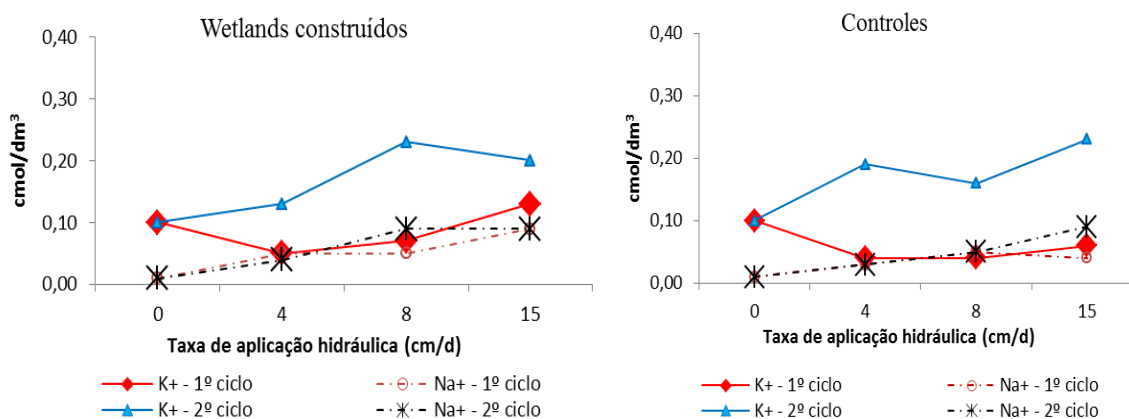 Wetlands construídos
0,40
0,30
0,20
0,10
0,00
cmol/dm³
0 4 8 15
Taxa de aplicação hidráulica (cm/d)
K+ - 1º ciclo Na+ - 1º ciclo
K+ - 2º ciclo Na+ - 2º ciclo
Controles
0,40
0,30
0,20
0,10
0,00
cmol/dm³
0 4 8 15
Taxa de aplicação hidráulica (cm/d)
K+ - 1º ciclo Na+ - 1º ciclo
K+ - 2º ciclo Na+ - 2º ciclo